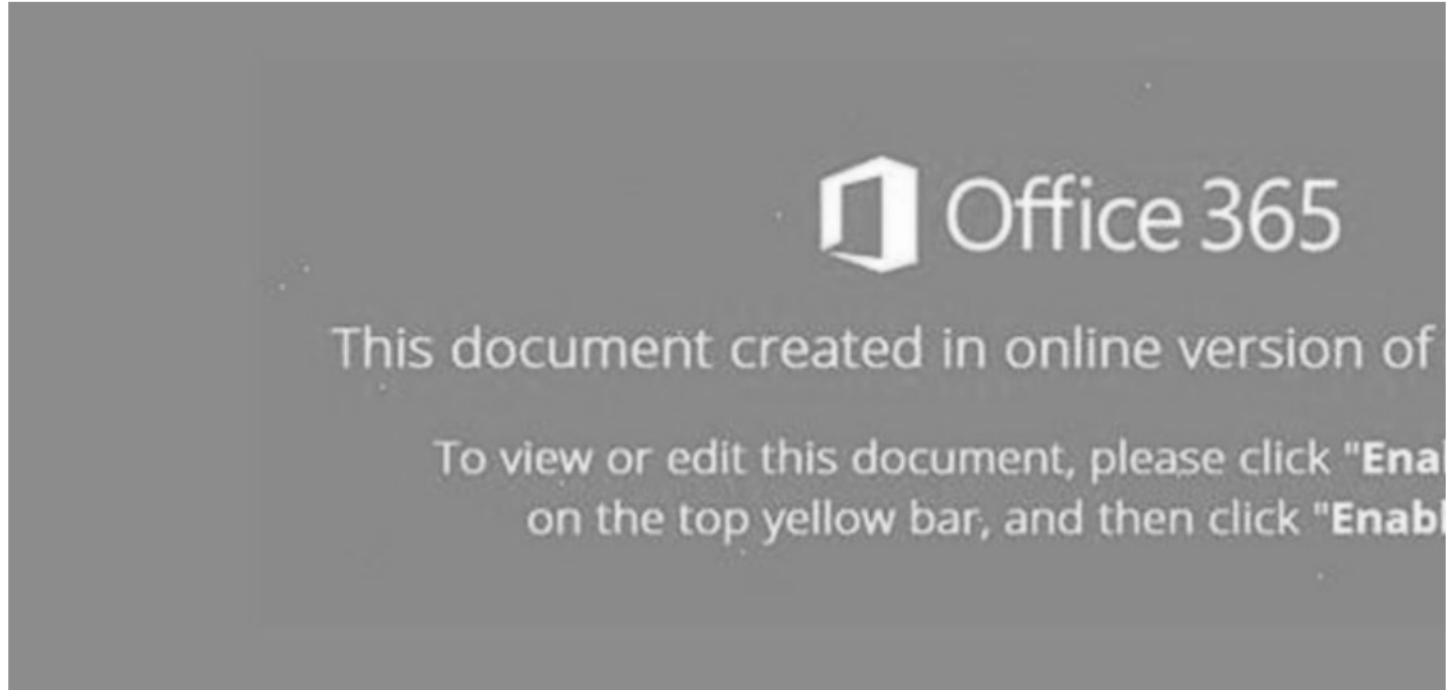 Office 365
This document created in online version of
To view or edit this document, please click "Ena
on the top yellow bar, and then click "Enabl